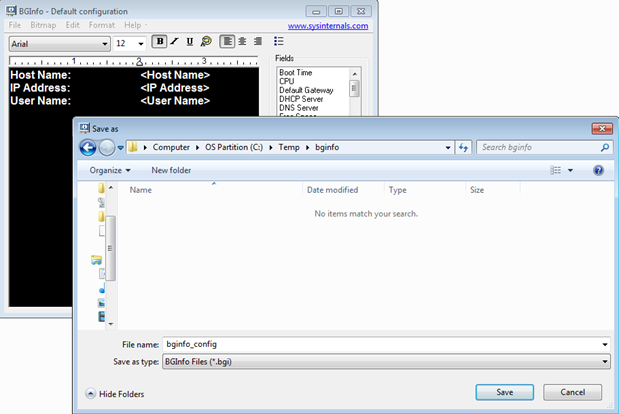 BGInfo - Default configuration
File Bitmap Edit Format Help
www.sysinternals.com
Arial 12 B I U
1 2 3
Fields
Host Name: <Host Name>
IP Address: <IP Address>
User Name: <User Name>
Boot Time
CPU
Default Gateway
DHCP Server
DNS Server
Free Space
Save as
Computer OS Partition (C:) Temp bginfo
Search bginfo
Organize New folder
Name Date modified Type Size
No items match your search.
File name: bginfo_config
Save as type: BGInfo Files (*.bgi)
Hide Folders
Save Cancel